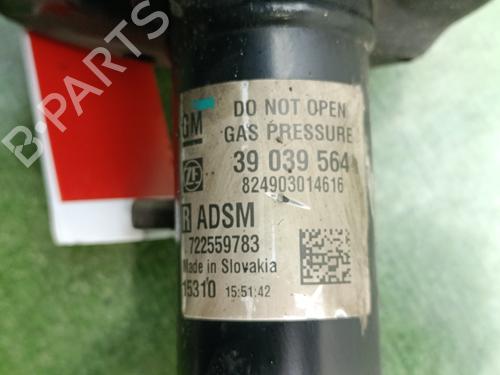 B-PARTS
GM
DO NOT OPEN
GAS PRESSURE
ZF
39 039 564
824903014616
R ADSM
722559783
Made in Slovakia
15310 15:51:42